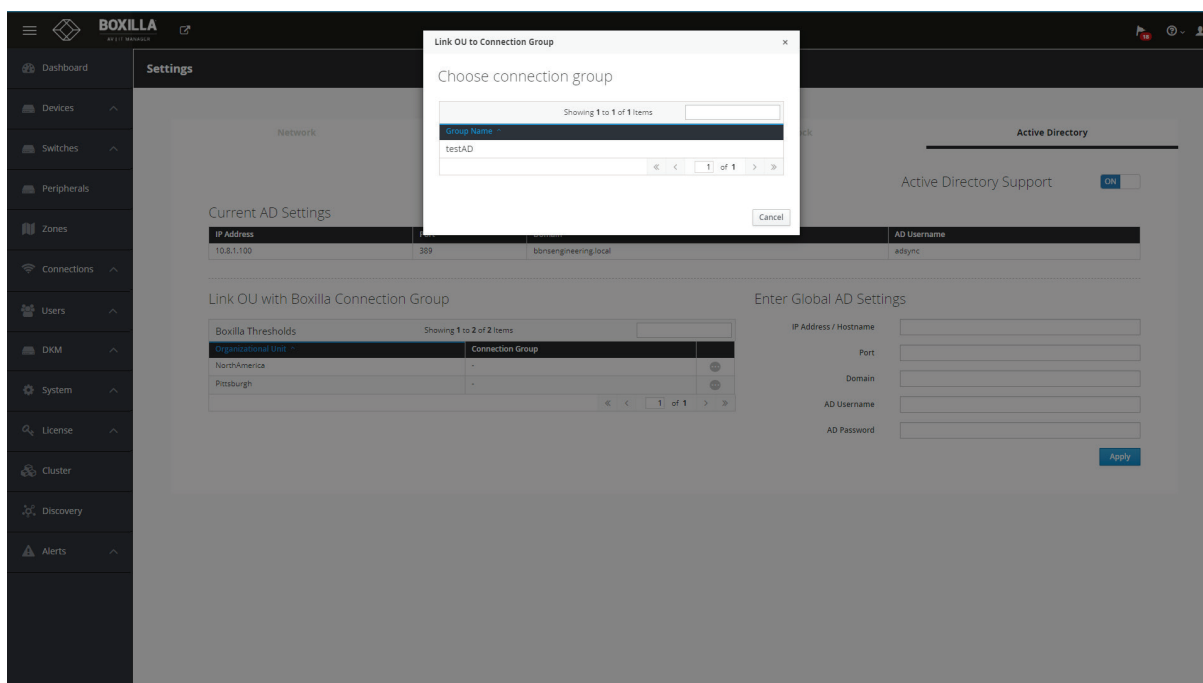 BOXILLA
Link OU to Connection Group ×
18
Dashboard
Settings
Choose connection group
Devices
Showing 1 to 1 of 1 Items
Network
Group Name
Active Directory
Switches
testAD
1 of 1
Peripherals
Active Directory Support ON
Cancel
Current AD Settings
Zones
IP Address
AD Username
10.8.1.100 389 bbnsengineering.local adsync
Connections
Link OU with Boxilla Connection Group
Enter Global AD Settings
Users
Boxilla Thresholds Showing 1 to 2 of 2 Items
IP Address / Hostname
Organizational Unit Connection Group
DKM
Port
NorthAmerica -
Pittsburgh -
Domain
System
1 of 1
AD Username
License
AD Password
Apply
Cluster
Discovery
Alerts